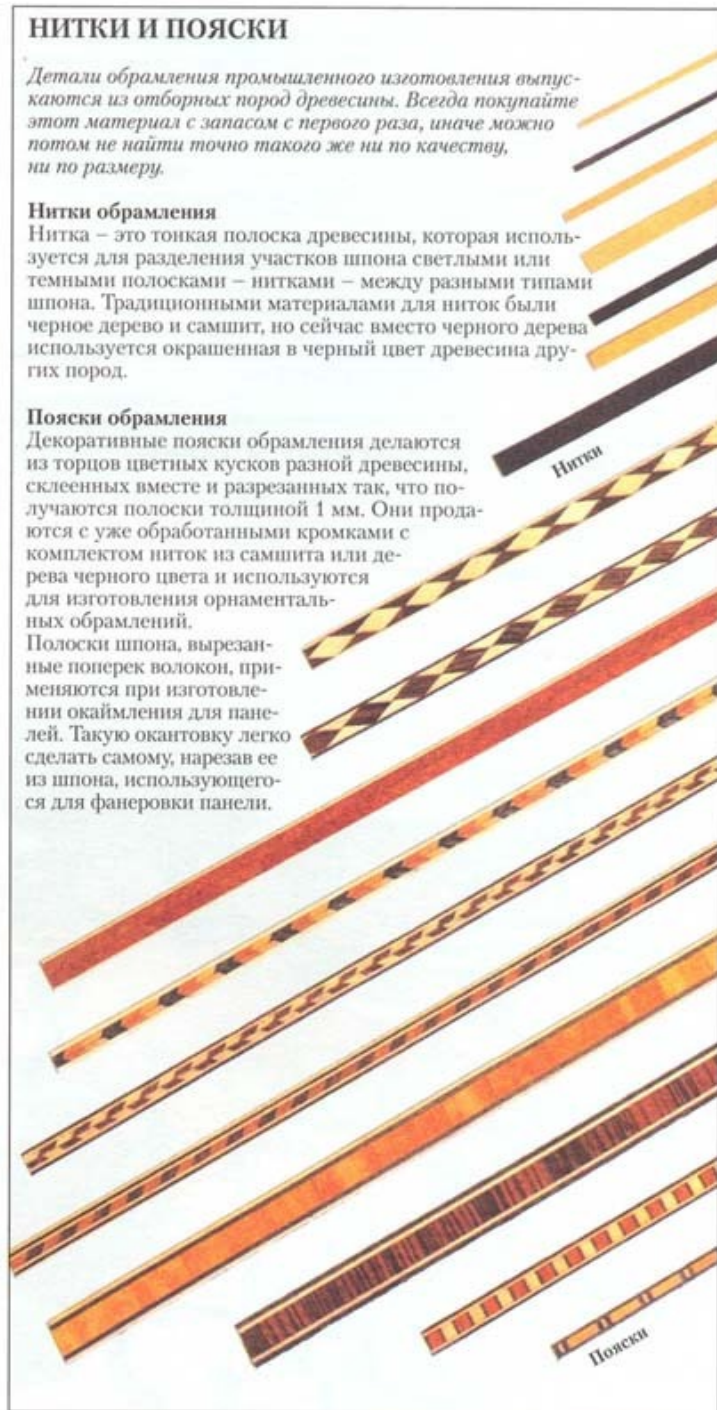 НИТКИ И ПОЯСКИ
Детали обрамления промышленного изготовления выпус-
каются из отборных пород древесины. Всегда покупайте
этот материал с запасом с первого раза, иначе можно
потом не найти точно такого же ни по качеству,
ни по размеру.
Нитки обрамления
Нитка – это тонкая полоска древесины, которая исполь-
зуется для разделения участков шпона светлыми или
темными полосками – нитками – между разными типами
шпона. Традиционными материалами для ниток были
черное дерево и самшит, но сейчас вместо черного дерева
используется окрашенная в черный цвет древесина дру-
гих пород.
Пояски обрамления
Декоративные пояски обрамления делаются
из торцов цветных кусков разной древесины,
склеенных вместе и разрезанных так, что по-
лучаются полоски толщиной 1 мм. Они прода-
ются с уже обработанными кромками с
комплектом ниток из самшита или де-
рева черного цвета и используются
для изготовления орнаменталь-
ных обрамлений.
Полоски шпона, вырезан-
ные поперек волокон, при-
меняются при изготовле-
нии окаймления для пане-
лей. Такую окантовку легко
сделать самому, нарезав ее
из шпона, использующего-
ся для фанеровки панели.
Нитки
Пояски